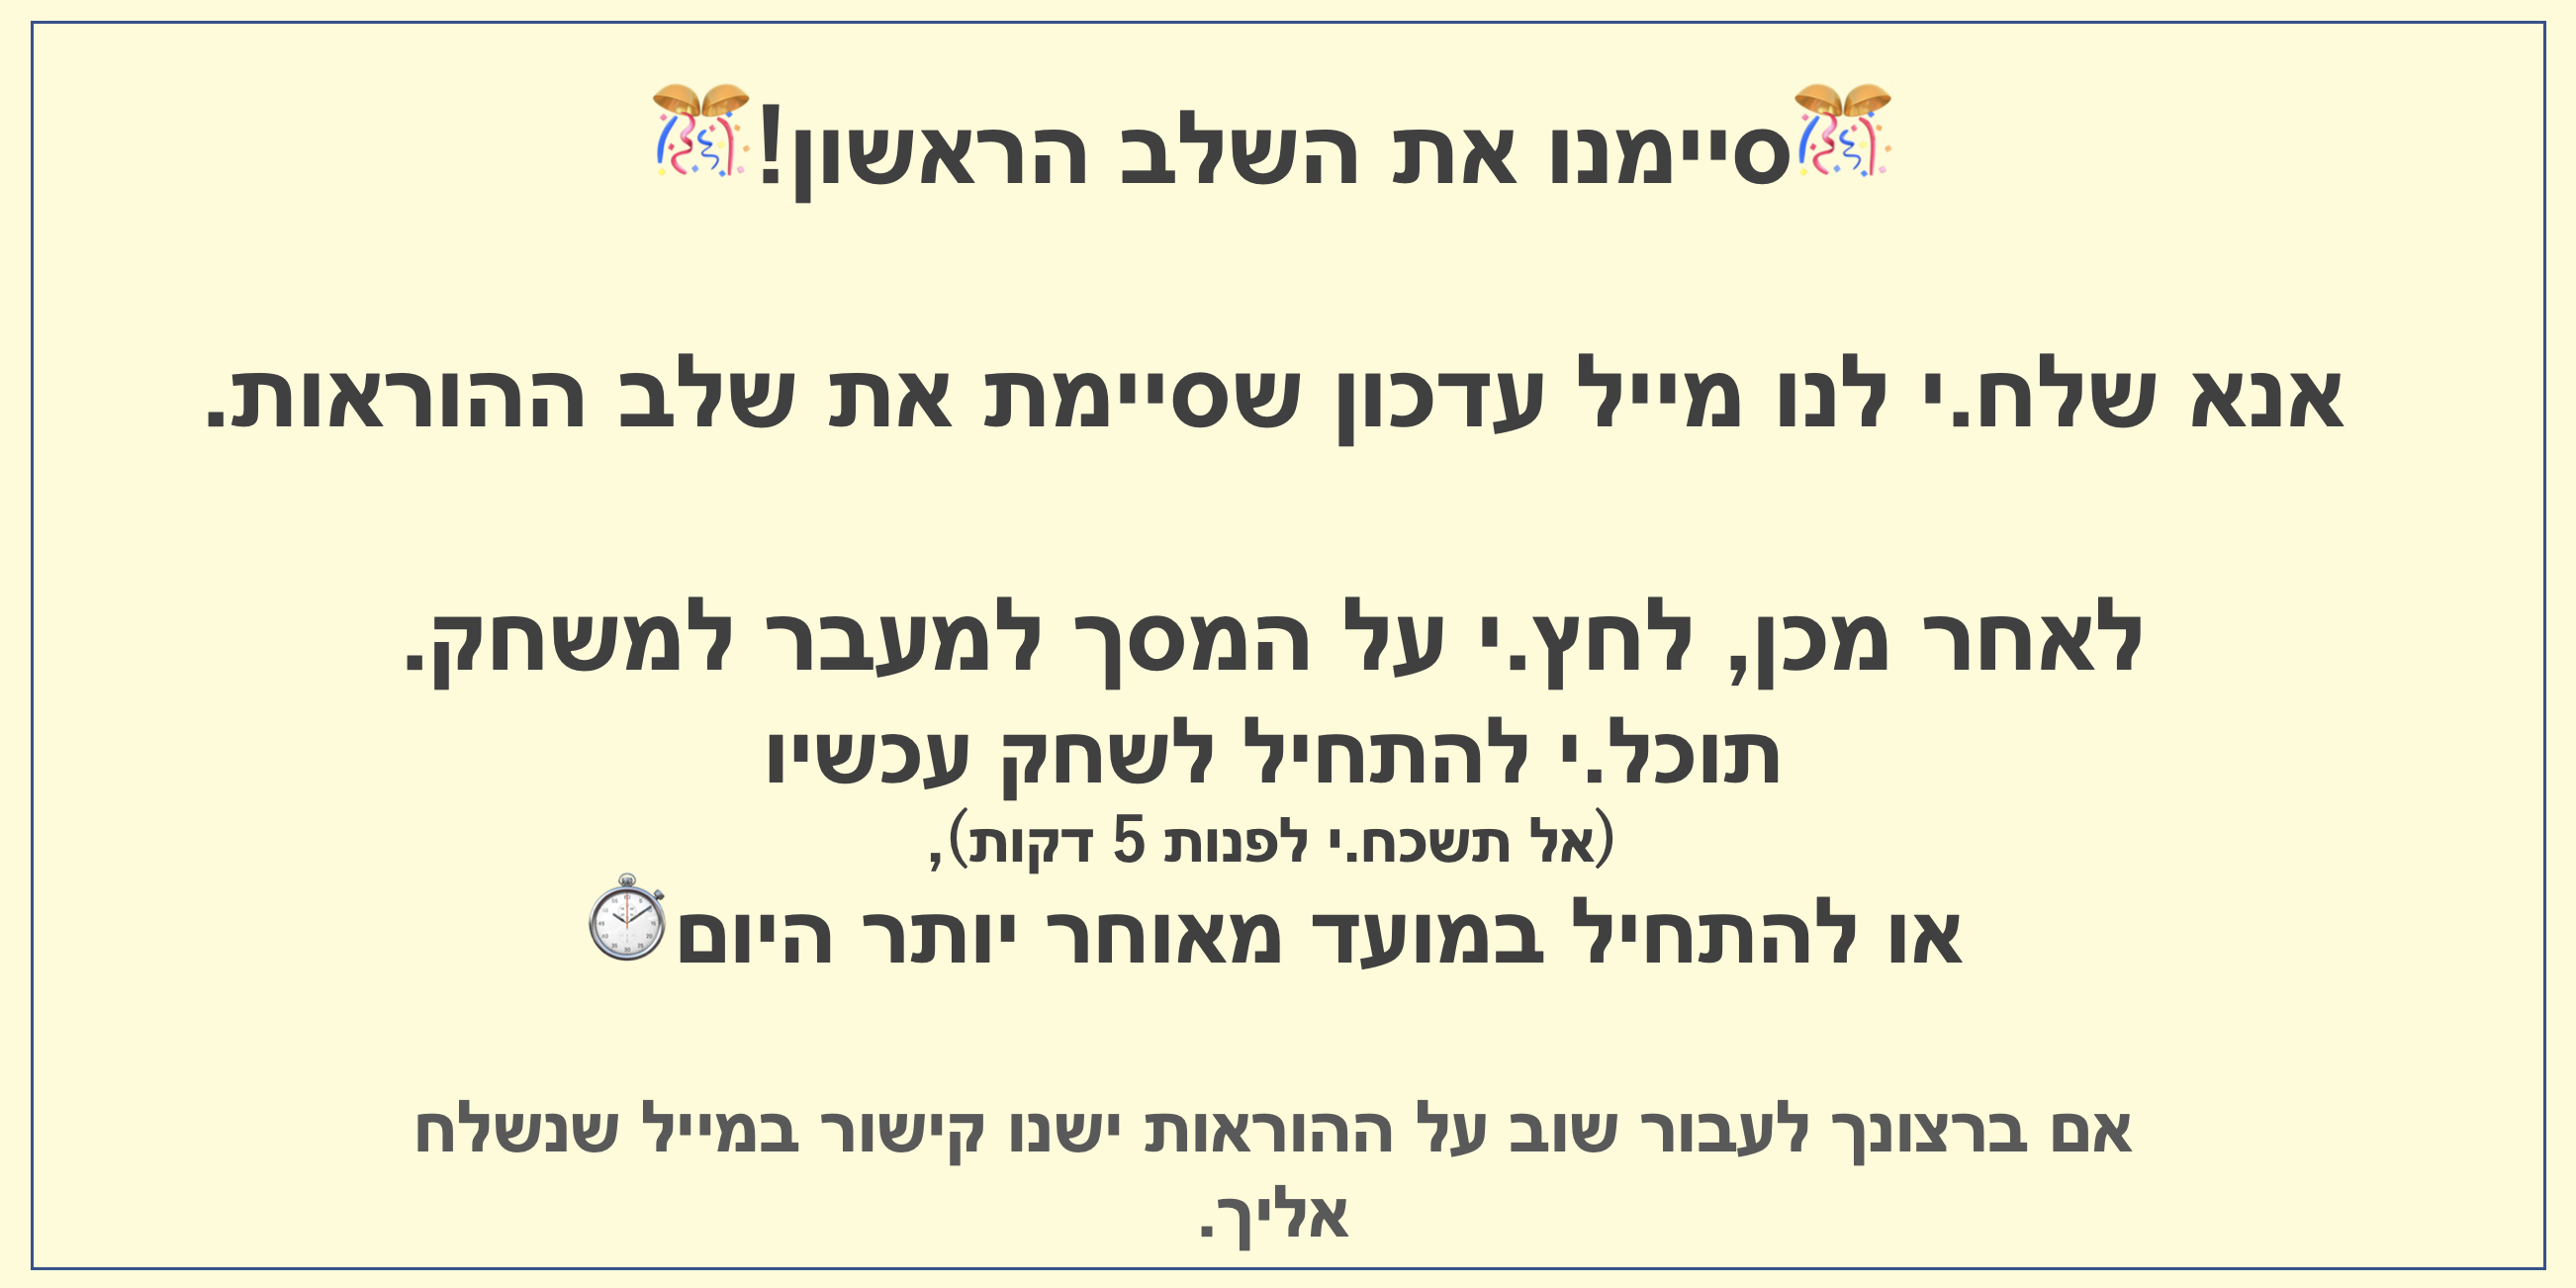 🎊סיימנו את השלב הראשון!🎊
אנא שלח.י לנו מייל עדכון שסיימת את שלב ההוראות.
לאחר מכן, לחץ.י על המסך למעבר למשחק.
תוכל.י להתחיל לשחק עכשיו
(אל תשכח.י לפנות 5 דקות),
או להתחיל במועד מאוחר יותר היום⏱
אם ברצונך לעבור שוב על ההוראות ישנו קישור במייל שנשלח
אליך.